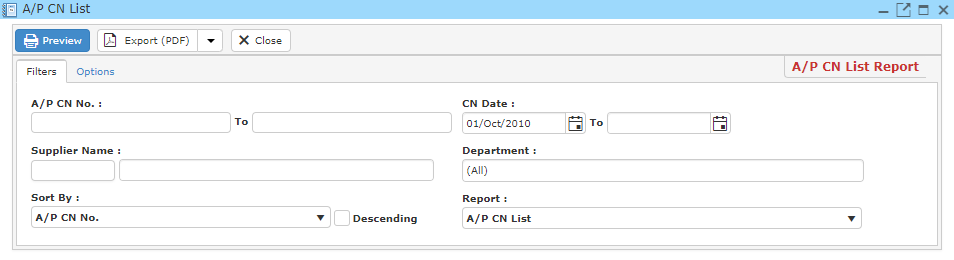 A/P CN List
Preview Export (PDF) Close
Filters Options A/P CN List Report
A/P CN No. : CN Date :
To 01/Oct/2010 To
Supplier Name : Department :
(All)
Sort By : Report :
A/P CN No. Descending A/P CN List